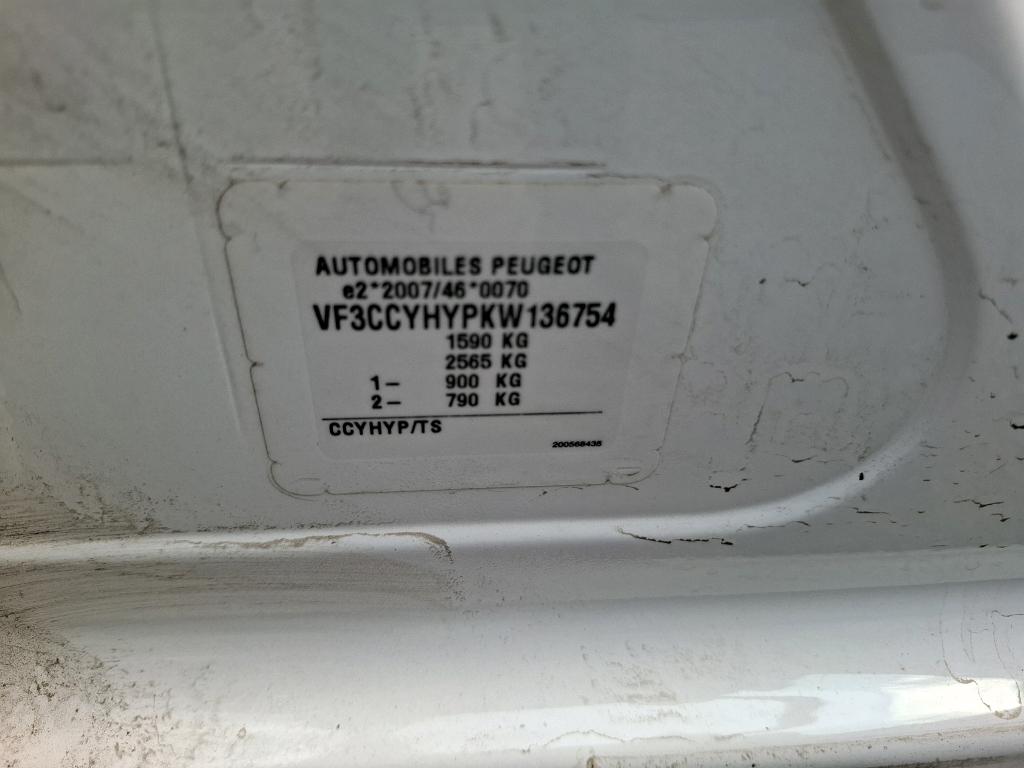 AUTOMOBILES PEUGEOT
e2*2007/46*0070
VF3CCYHYPKW136754
1590 KG
2565 KG
1- 900 KG
2- 790 KG
CCYHYP/TS
200568435